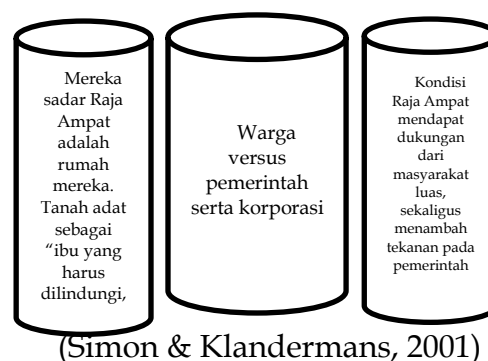 Mereka
sadar Raja
Ampat
adalah
rumah
mereka.
Tanah adat
sebagai
“ibu yang
harus
dilindungi,
Warga
versus
pemerintah
serta korporasi
Kondisi
Raja Ampat
mendapat
dukungan
dari
masyarakat
luas,
sekaligus
menambah
tekanan pada
pemerintah
(Simon & Klandermans, 2001)